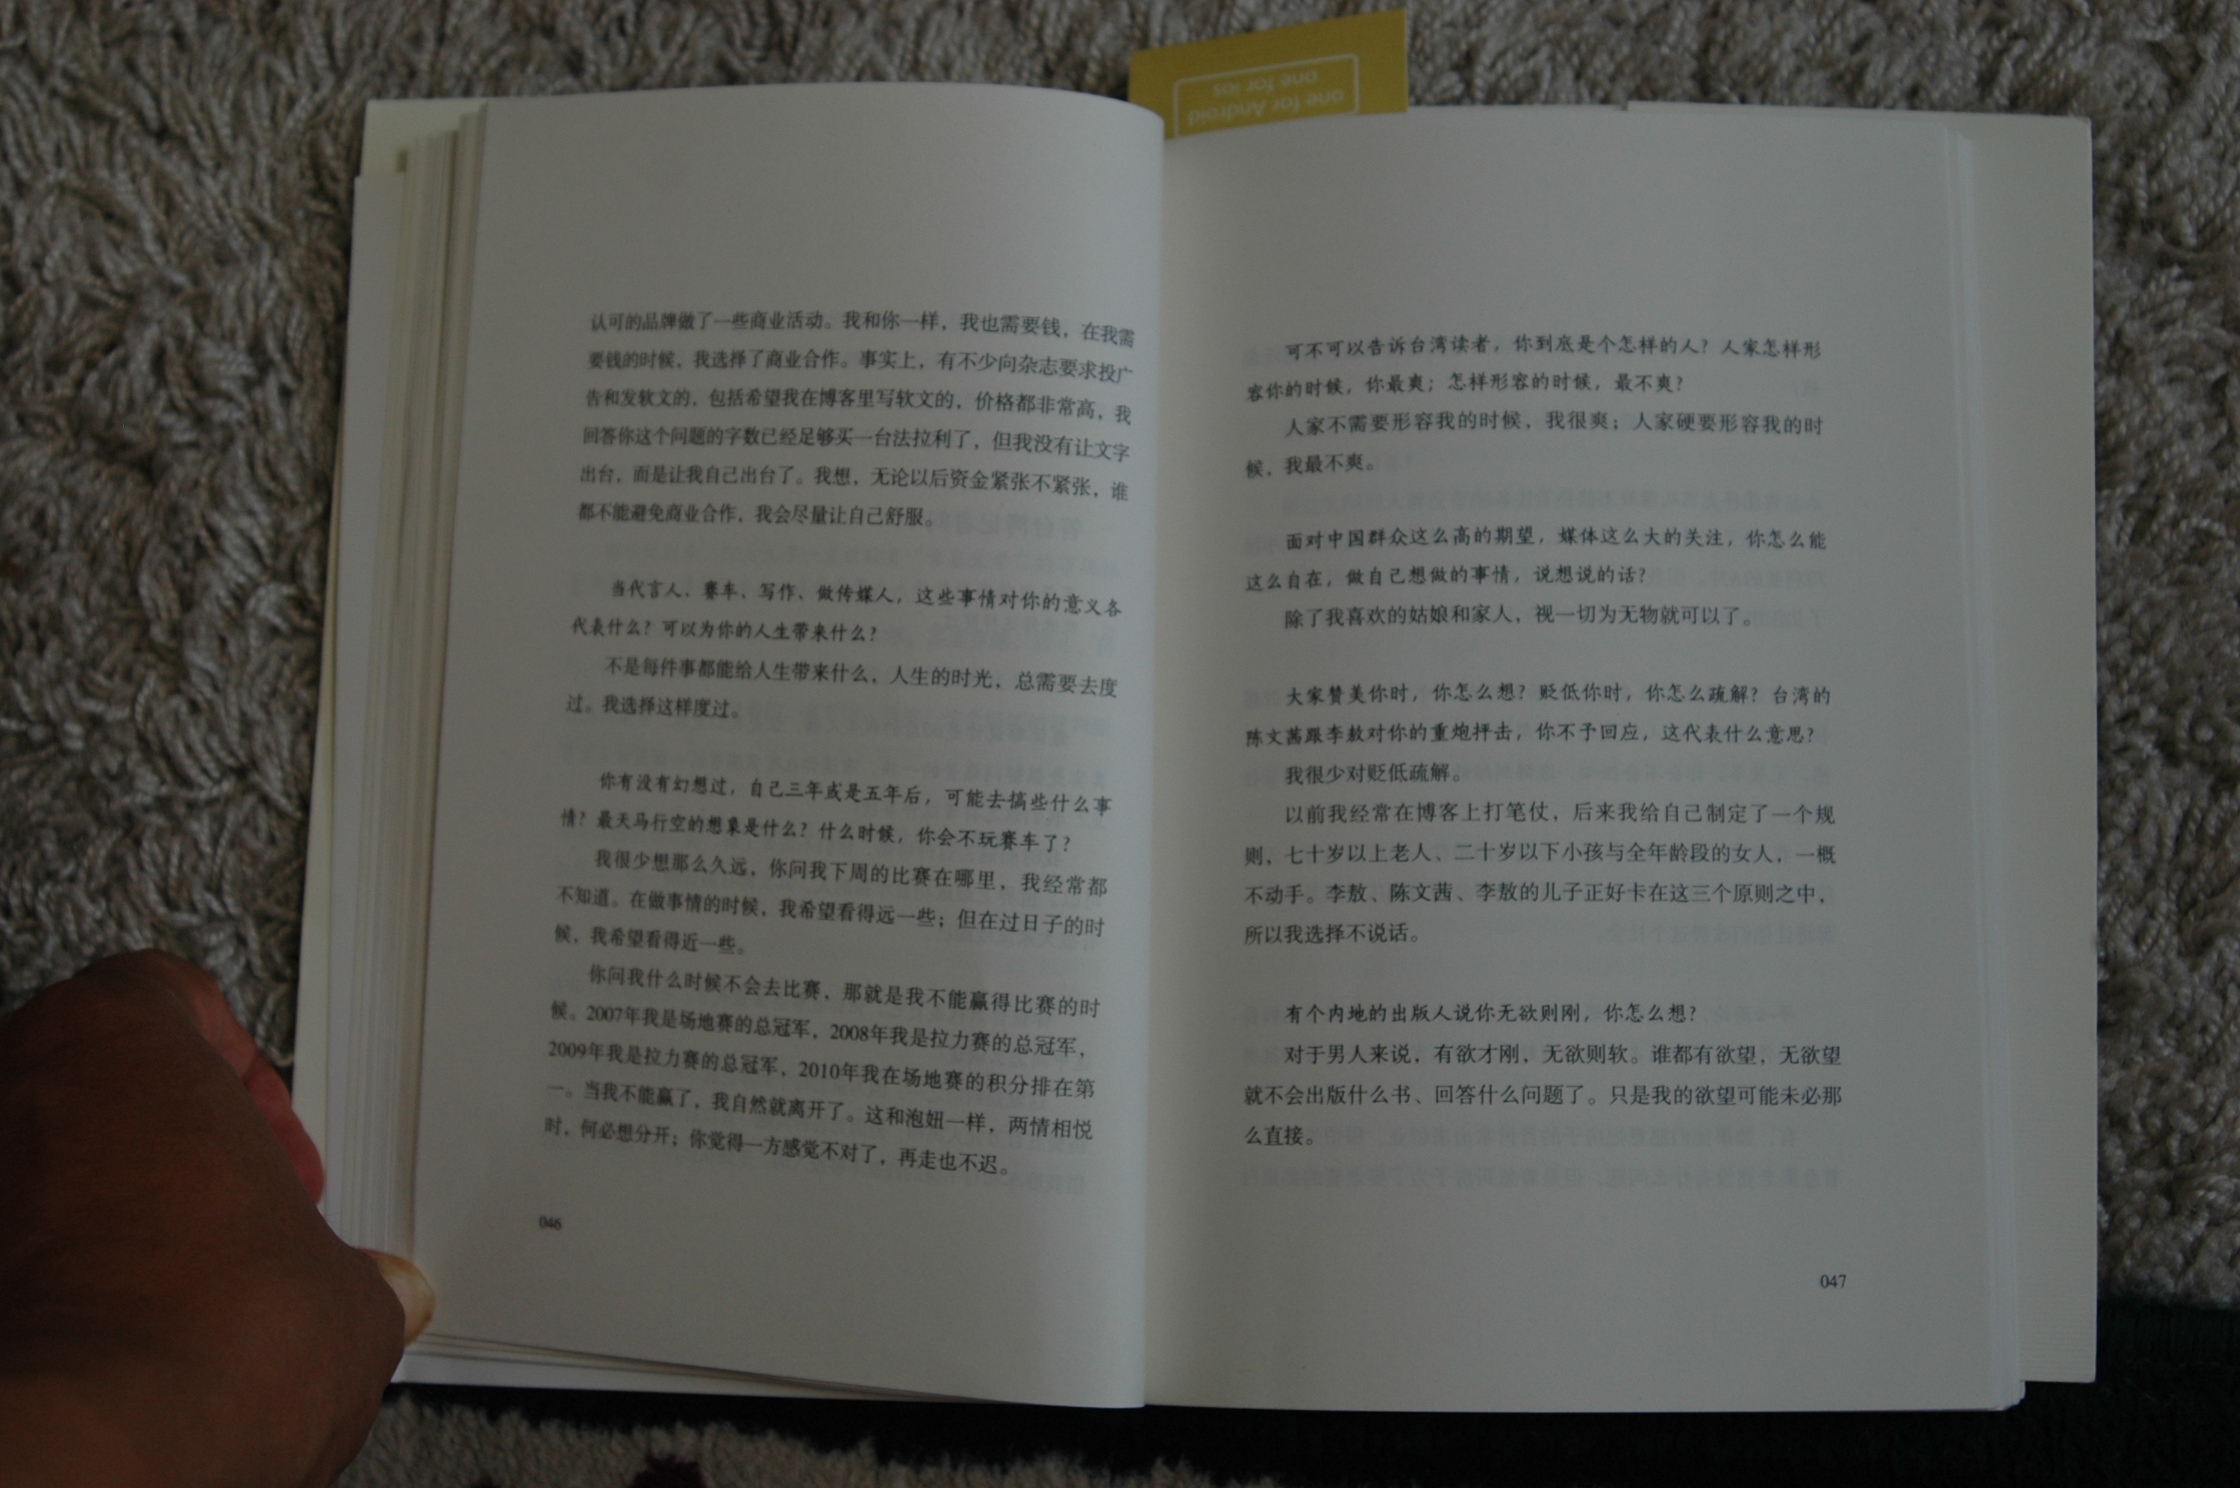 one for Android
one for ios
认可的品牌做了一些商业活动。我和你一样，我也需要钱，在我需
要钱的时候，我选择了商业合作。事实上，有不少向杂志要求投广
告和发软文的，包括希望我在博客里写软文的，价格都非常高，我
回答你这个问题的字数已经足够买一台法拉利了，但我没有让文字
出台，而是让我自己出台了。我想，无论以后资金紧张不紧张，谁
都不能避免商业合作，我会尽量让自己舒服。
当代言人、赛车、写作、做传媒人，这些事情对你的意义各
代表什么？可以为你的人生带来什么？
不是每件事都能给人生带来什么，人生的时光，总需要去度
过。我选择这样度过。
你有没有幻想过，自己三年或是五年后，可能去搞些什么事
情？最天马行空的想象是什么？什么时候，你会不玩赛车了？
我很少想那么久远，你问我下周的比赛在哪里，我经常都
不知道。在做事情的时候，我希望看得远一些；但在过日子的时
候，我希望看得近一些。
你问我什么时候不会去比赛，那就是我不能赢得比赛的时
候。2007年我是场地赛的总冠军，2008年我是拉力赛的总冠军，
2009年我是拉力赛的总冠军，2010年我在场地赛的积分排在第
一。当我不能赢了，我自然就离开了。这和泡妞一样，两情相悦
时，何必想分开；你觉得一方感觉不对了，再走也不迟。
046
可不可以告诉台湾读者，你到底是个怎样的人？人家怎样形
容你的时候，你最爽；怎样形容的时候，最不爽？
人家不需要形容我的时候，我很爽；人家硬要形容我的时
候，我最不爽。
面对中国群众这么高的期望，媒体这么大的关注，你怎么能
这么自在，做自己想做的事情，说想说的话？
除了我喜欢的姑娘和家人，视一切为无物就可以了。
大家赞美你时，你怎么想？贬低你时，你怎么疏解？台湾的
陈文茜跟李敖对你的重炮抨击，你不予回应，这代表什么意思？
我很少对贬低疏解。
以前我经常在博客上打笔仗，后来我给自己制定了一个规
则，七十岁以上老人、二十岁以下小孩与全年龄段的女人，一概
不动手。李敖、陈文茜、李敖的儿子正好卡在这三个原则之中，
所以我选择不说话。
有个内地的出版人说你无欲则刚，你怎么想？
对于男人来说，有欲才刚，无欲则软。谁都有欲望，无欲望
就不会出版什么书、回答什么问题了。只是我的欲望可能未必那
么直接。
047